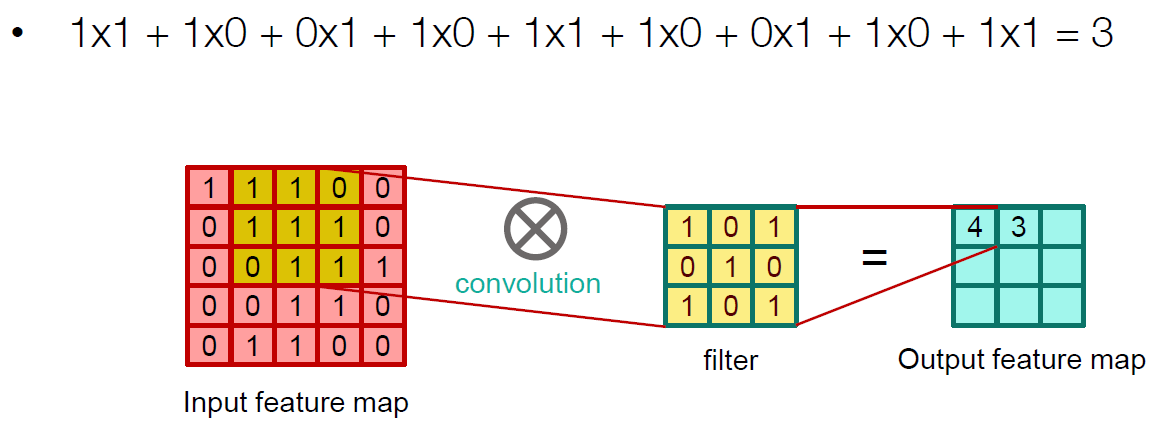 • 1x1 + 1x0 + 0x1 + 1x0 + 1x1 + 1x0 + 0x1 + 1x0 + 1x1 = 3
1 1 1 0 0
0 1 1 1 0
0 0 1 1 1
0 0 1 1 0
0 1 1 0 0
Input feature map
convolution
1 0 1
0 1 0
1 0 1
filter
=
4 3
Output feature map